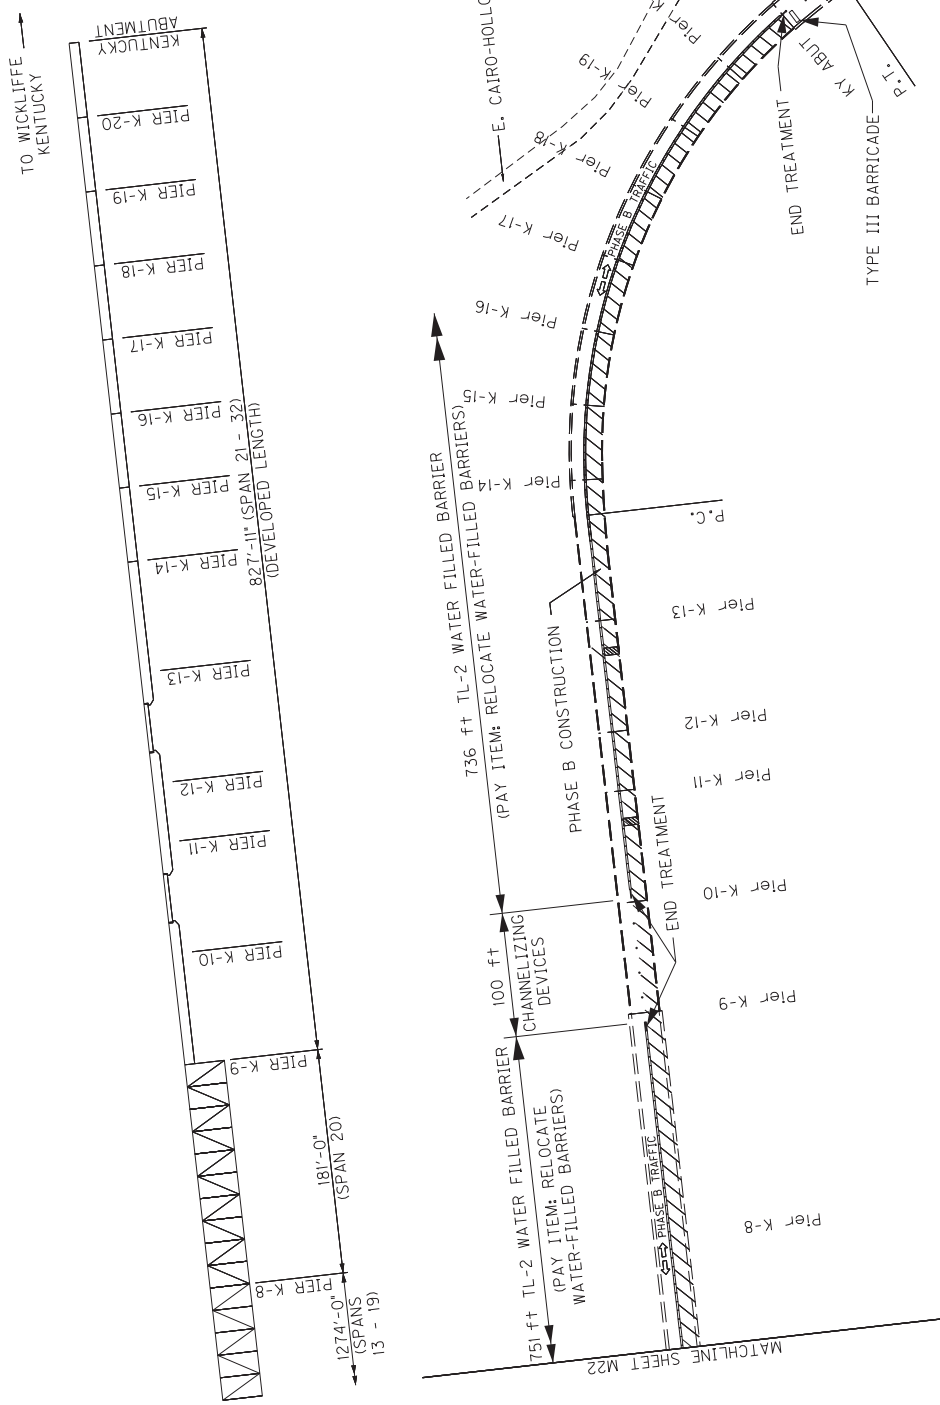 TO WICKLIFFE
KENTUCKY
KENTUCKY
ABUTMENT
PIER K-20
PIER K-19
PIER K-18
PIER K-17
PIER K-16
PIER K-15
PIER K-14
PIER K-13
PIER K-12
PIER K-11
PIER K-10
PIER K-9
PIER K-8
827'-11" (SPAN 21 - 32)
(DEVELOPED LENGTH)
181'-0"
(SPAN 20)
1274'-0"
(SPANS
13 - 19)
E. CAIRO-HOLLO
Pier
Pier K-19
Pier K-18
Pier K-17
Pier K-16
Pier K-15
Pier K-14
Pier K-13
Pier K-12
Pier K-11
Pier K-10
Pier K-9
Pier K-8
KY ABUT
P.T.
P.C.
END TREATMENT
TYPE III BARRICADE
PHASE B TRAFFIC
736 ft TL-2 WATER FILLED BARRIER
(PAY ITEM: RELOCATE WATER-FILLED BARRIERS)
PHASE B CONSTRUCTION
END TREATMENT
100 ft
CHANNELIZING
DEVICES
751 ft TL-2 WATER FILLED BARRIER
(PAY ITEM: RELOCATE
WATER-FILLED BARRIERS)
PHASE B TRAFFIC
MATCHLINE SHEET M22